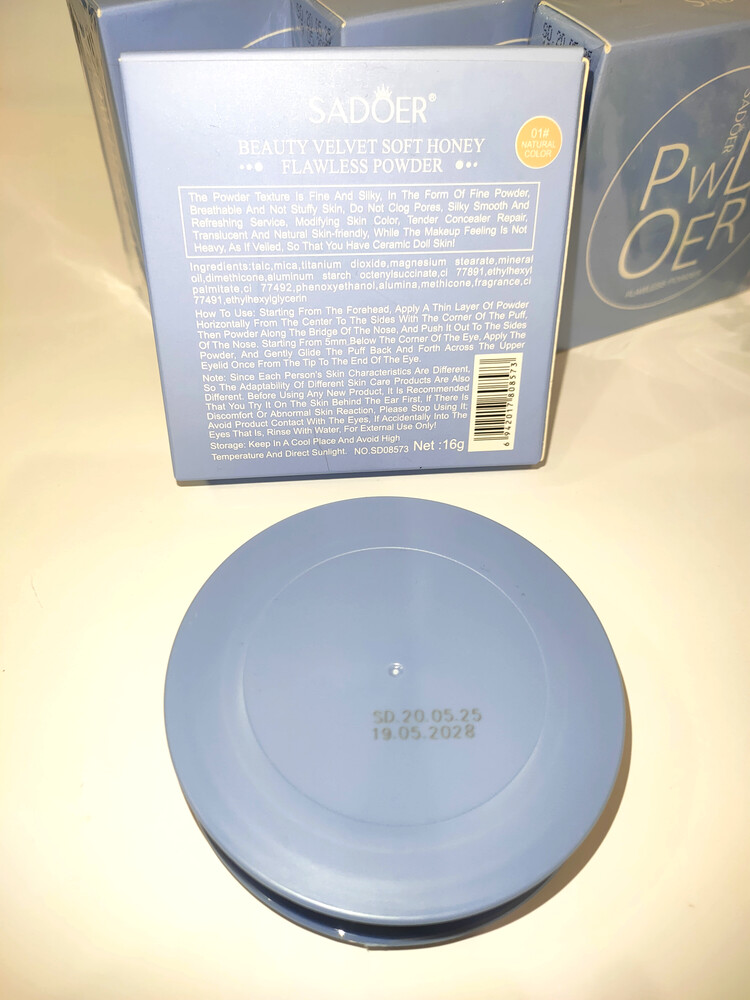 SD.20.05.25
SADOER
SADOER®
BEAUTY VELVET SOFT HONEY
FLAWLESS POWDER
01#
NATURAL
COLOR
The Powder Texture Is Fine And Silky, In The Form Of Fine Powder,
Breathable And Not Stuffy Skin, Do Not Clog Pores, Silky Smooth And
Refreshing Service, Modifying Skin Color, Tender Concealer Repair,
Translucent And Natural Skin-friendly, While The Makeup Feeling Is Not
Heavy, As If Veiled, So That You Have Ceramic Doll Skin!
Ingredients:talc,mica,titanium dioxide,magnesium stearate,mineral
oil,dimethicone,aluminum starch octenylsuccinate,ci 77891,ethylhexyl
palmitate,ci 77492,phenoxyethanol,alumina,methicone,fragrance,ci
77491,ethylhexylglycerin
How To Use: Starting From The Forehead, Apply A Thin Layer Of Powder
Horizontally From The Center To The Sides With The Corner Of The Puff,
Then Powder Along The Bridge Of The Nose, And Push It Out To The Sides
Of The Nose. Starting From 5mm Below The Corner Of The Eye, Apply The
Powder, And Gently Glide The Puff Back And Forth Across The Upper
Eyelid Once From The Tip To The End Of The Eye.
Note: Since Each Person's Skin Characteristics Are Different,
So The Adaptability Of Different Skin Care Products Are Also
Different. Before Using Any New Product, It Is Recommended
That You Try It On The Skin Behind The Ear First, If There Is
Discomfort Or Abnormal Skin Reaction, Please Stop Using It;
Avoid Product Contact With The Eyes, If Accidentally Into The
Eyes That Is, Rinse With Water, For External Use Only!
Storage: Keep In A Cool Place And Avoid High
Temperature And Direct Sunlight. NO.SD08573 Net :16g
6 942017 808573
SADOER
PWD
OER
FLAWLESS POWDER
SD.20.05.25
19.05.2028